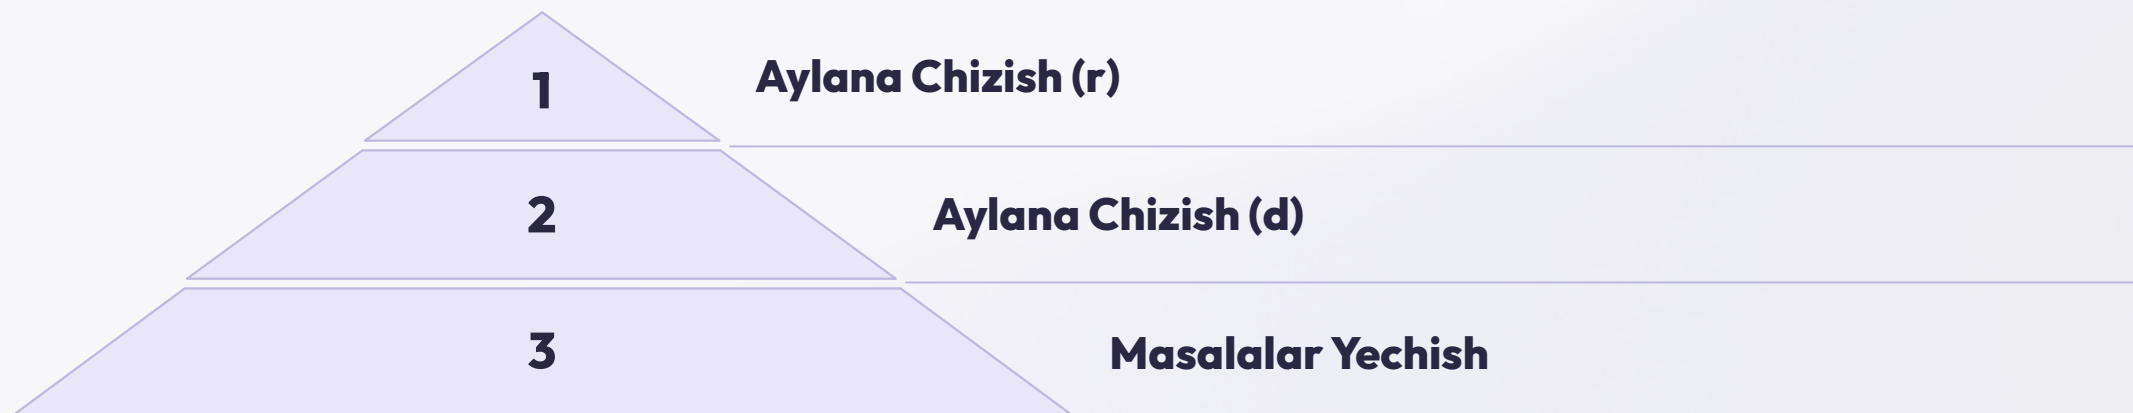 1
Aylana Chizish (r)
2
Aylana Chizish (d)
3
Masalalar Yechish